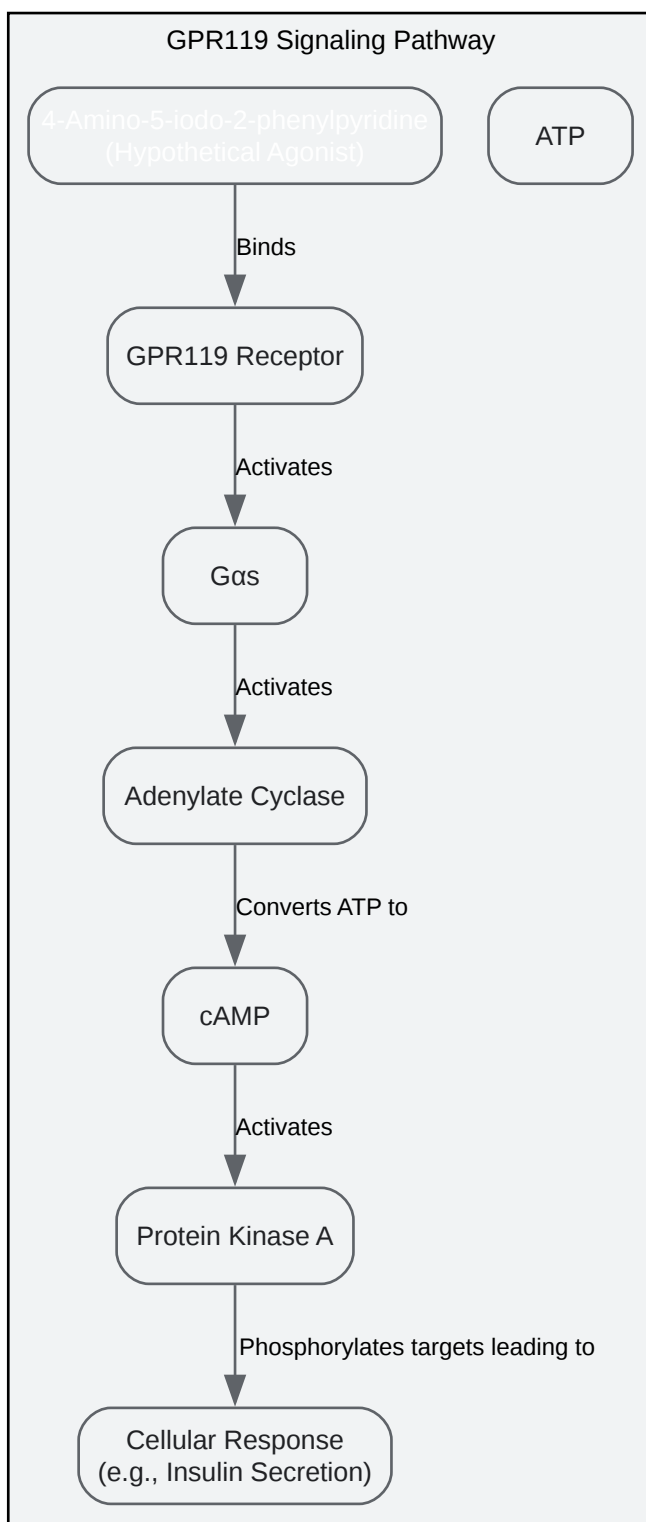 GPR119 Signaling Pathway
4-Amino-5-iodo-2-phenylpyridine
(Hypothetical Agonist)
ATP
Binds
GPR119 Receptor
Activates
Gαs
Activates
Adenylate Cyclase
Converts ATP to
cAMP
Activates
Protein Kinase A
Phosphorylates targets leading to
Cellular Response
(e.g., Insulin Secretion)